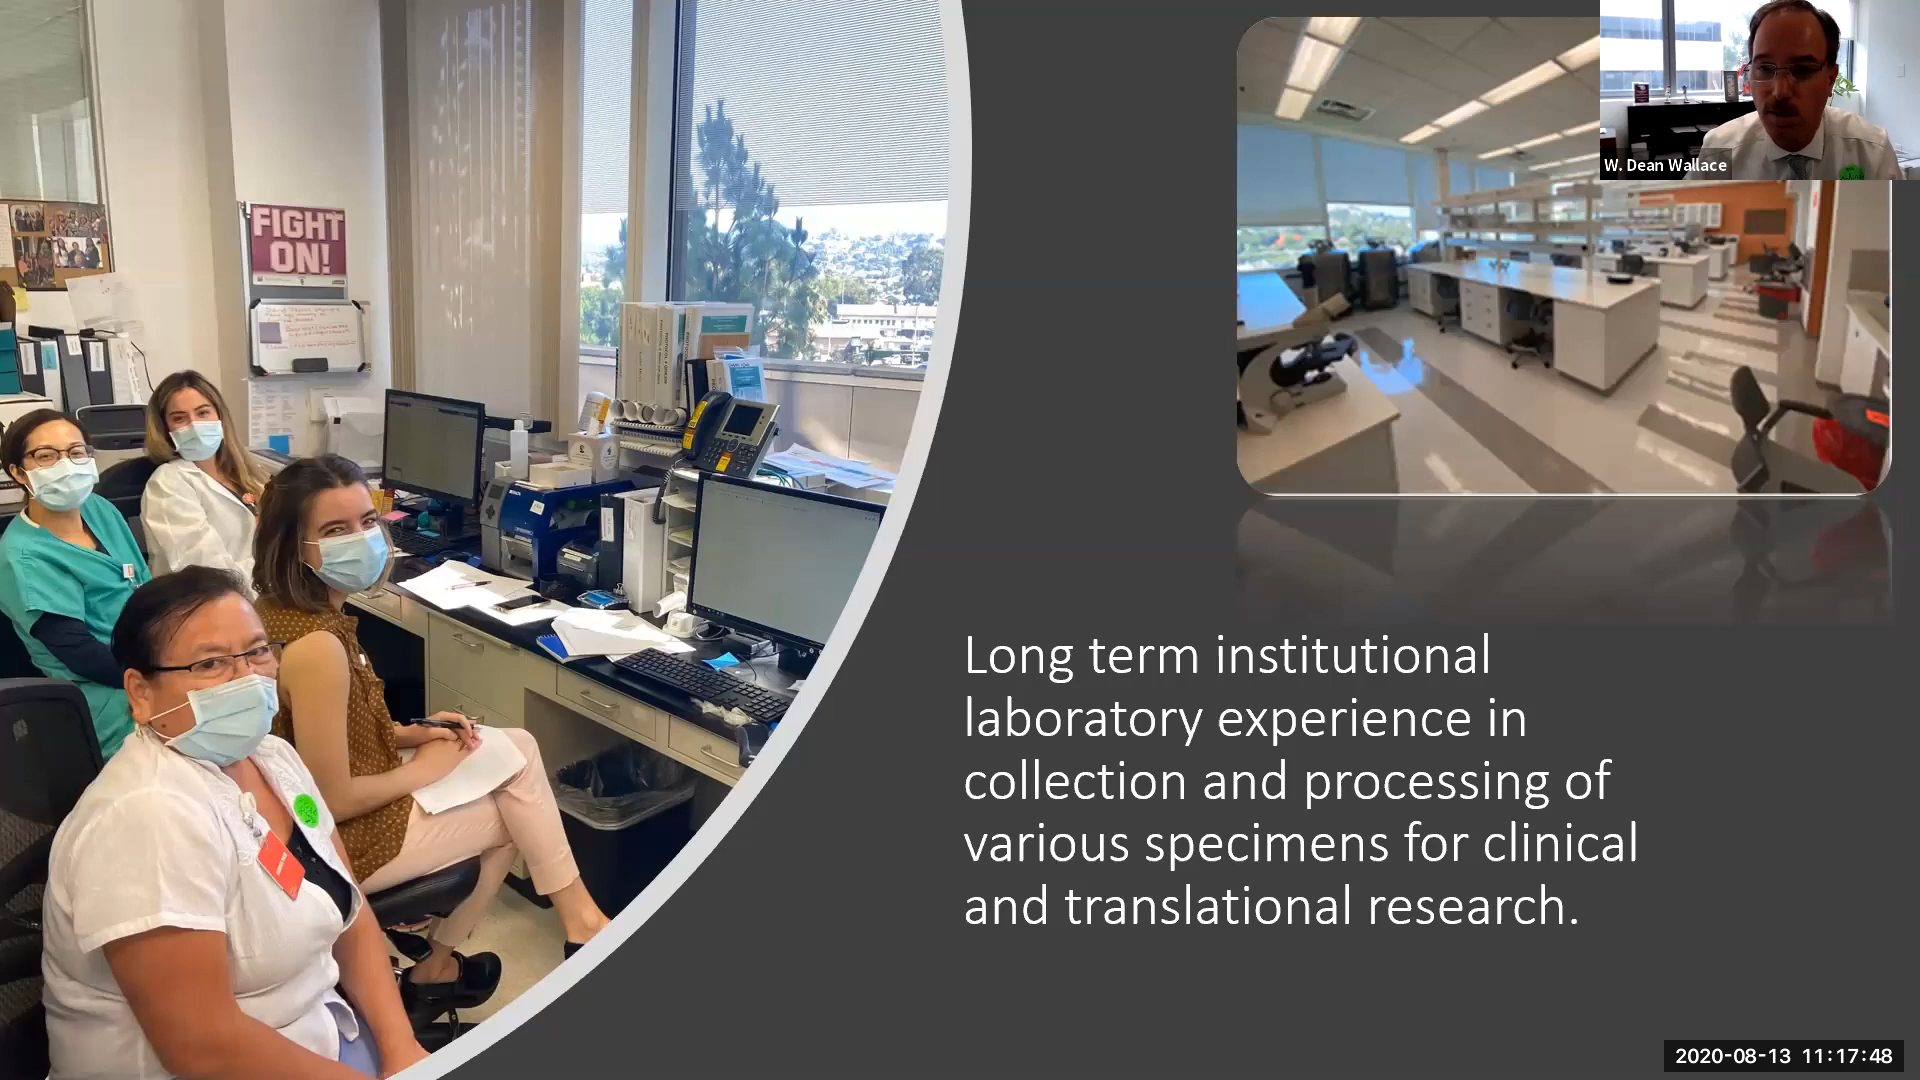 FIGHT
ON!
W. Dean Wallace
Long term institutional
laboratory experience in
collection and processing of
various specimens for clinical
and translational research.
2020-08-13 11:17:48